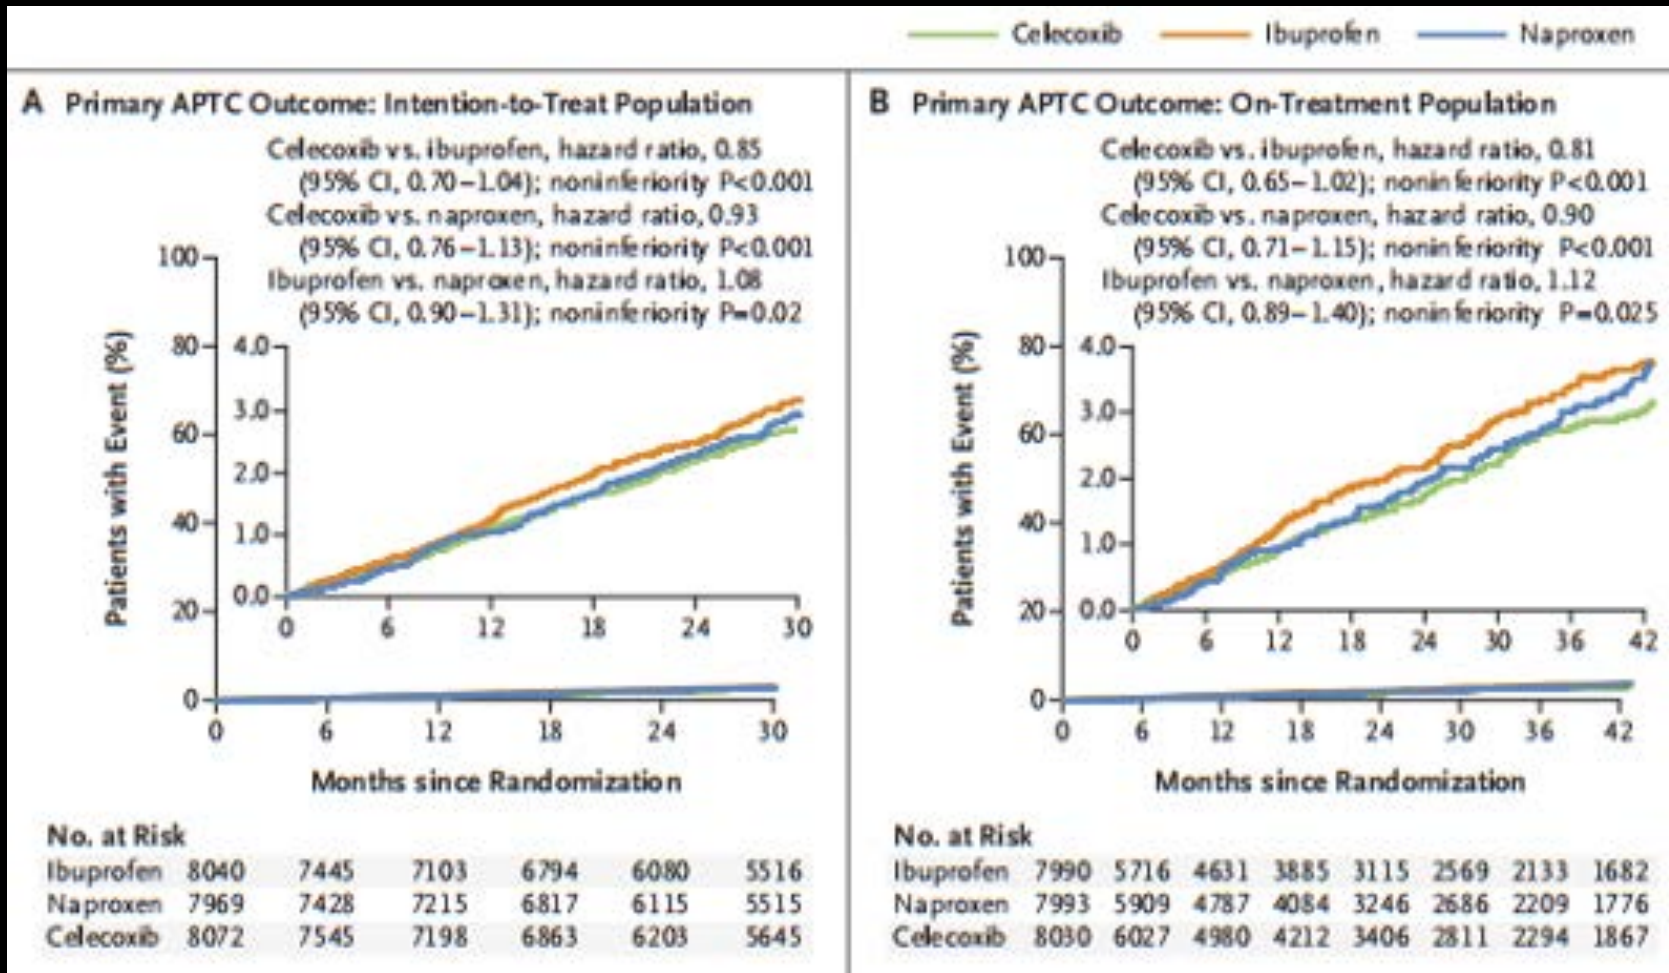 Celecoxib Ibuprofen Naproxen
A Primary APTC Outcome: Intention-to-Treat Population
Celecoxib vs. ibuprofen, hazard ratio, 0.85
(95% CI, 0.70–1.04); noninferiority P<0.001
Celecoxib vs. naproxen, hazard ratio, 0.93
(95% CI, 0.76–1.13); noninferiority P<0.001
Ibuprofen vs. naproxen, hazard ratio, 1.08
(95% CI, 0.90–1.31); noninferiority P=0.02
Patients with Event (%)
100
80
60
40
20
0
4.0
3.0
2.0
1.0
0.0
0 6 12 18 24 30
0 6 12 18 24 30
Months since Randomization
No. at Risk
Ibuprofen 8040 7445 7103 6794 6080 5516
Naproxen 7969 7428 7215 6817 6115 5515
Celecoxib 8072 7545 7198 6863 6203 5645
B Primary APTC Outcome: On-Treatment Population
Celecoxib vs. ibuprofen, hazard ratio, 0.81
(95% CI, 0.65–1.02); noninferiority P<0.001
Celecoxib vs. naproxen, hazard ratio, 0.90
(95% CI, 0.71–1.15); noninferiority P<0.001
Ibuprofen vs. naproxen, hazard ratio, 1.12
(95% CI, 0.89–1.40); noninferiority P=0.025
Patients with Event (%)
100
80
60
40
20
0
4.0
3.0
2.0
1.0
0.0
0 6 12 18 24 30 36 42
0 6 12 18 24 30 36 42
Months since Randomization
No. at Risk
Ibuprofen 7990 5716 4631 3885 3115 2569 2133 1682
Naproxen 7993 5909 4787 4084 3246 2686 2209 1776
Celecoxib 8030 6027 4980 4212 3406 2811 2294 1867